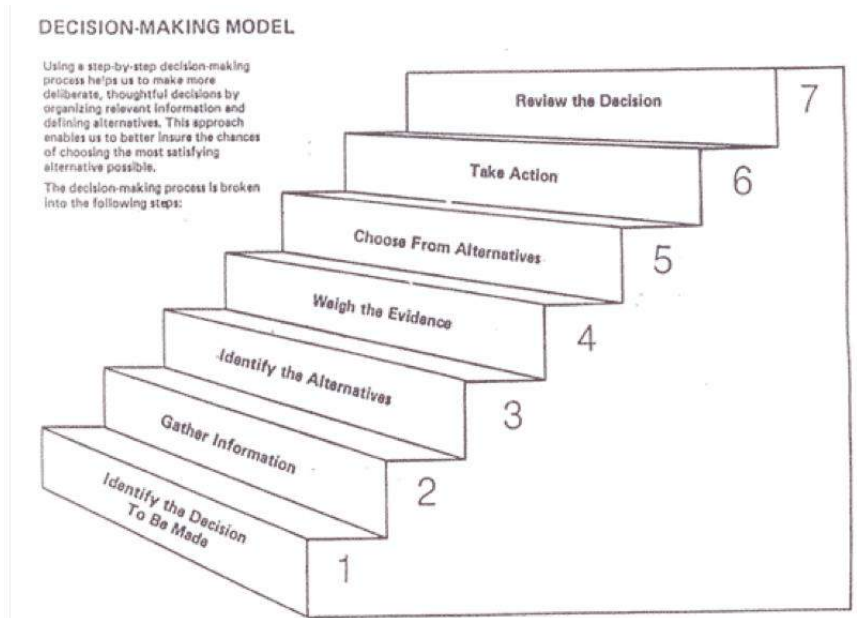 DECISION-MAKING MODEL
Using a step-by-step decision-making
process helps us to make more
deliberate, thoughtful decisions by
organizing relevant information and
defining alternatives. This approach
enables us to better insure the chances
of choosing the most satisfying
alternative possible.
The decision-making process is broken
into the following steps:
Review the Decision
7
Take Action
6
Choose From Alternatives
5
Weigh the Evidence
4
Identify the Alternatives
3
Gather Information
2
Identify the Decision
To Be Made
1